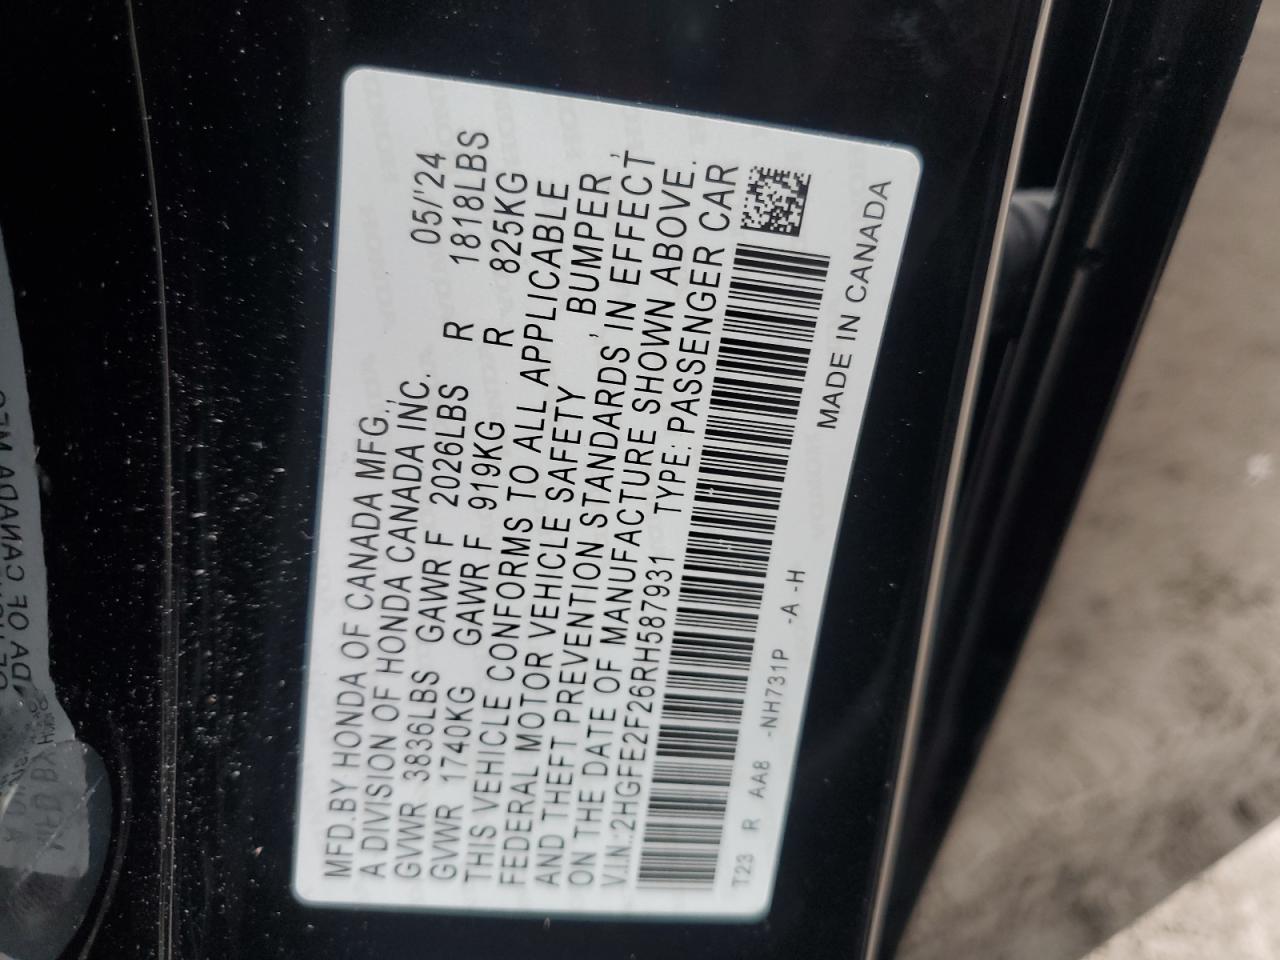 MFD.BY HONDA OF CANADA MFG.,
A DIVISION OF HONDA CANADA INC. 05/'24
GVWR 3836LBS GAWR F 2026LBS R 1818LBS
GVWR 1740KG GAWR F 919KG R 825KG
THIS VEHICLE CONFORMS TO ALL APPLICABLE
FEDERAL MOTOR VEHICLE SAFETY , BUMPER ,
AND THEFT PREVENTION STANDARDS IN EFFECT
ON THE DATE OF MANUFACTURE SHOWN ABOVE.
V.I.N.:2HGFE2F26RH587931 TYPE: PASSENGER CAR
T23 R AA8 -NH731P -A -H
MADE IN CANADA